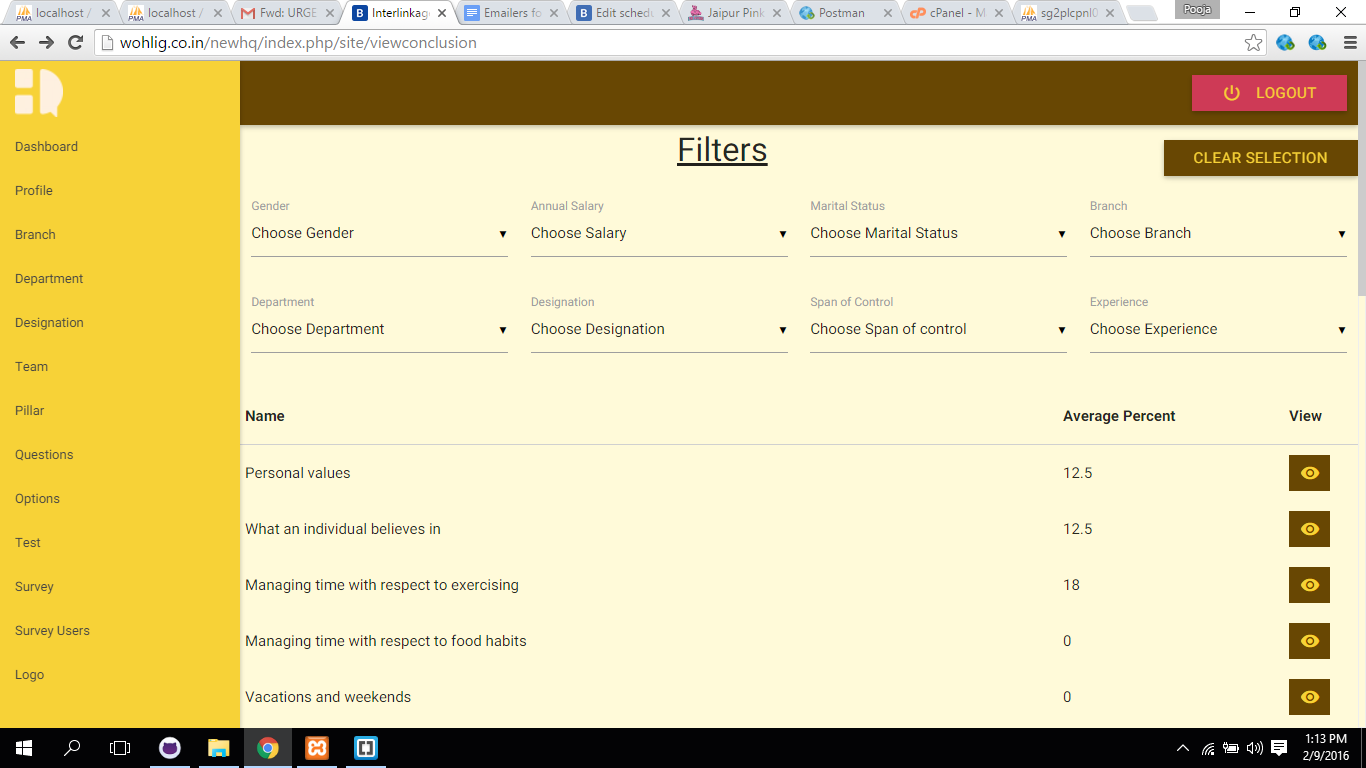 localhost / localhost / Fwd: URGE Interlinkag Emailers fo Edit schedu Jaipur Pink Postman cPanel - M sg2plcpnl0 Pooja
wohlig.co.in/newhq/index.php/site/viewconclusion
LOGOUT
Filters
CLEAR SELECTION
Gender Annual Salary Marital Status Branch
Choose Gender Choose Salary Choose Marital Status Choose Branch
Department Designation Span of Control Experience
Choose Department Choose Designation Choose Span of control Choose Experience
Name Average Percent View
Personal values 12.5
What an individual believes in 12.5
Managing time with respect to exercising 18
Managing time with respect to food habits 0
Vacations and weekends 0
Dashboard
Profile
Branch
Department
Designation
Team
Pillar
Questions
Options
Test
Survey
Survey Users
Logo
1:13 PM
2/9/2016